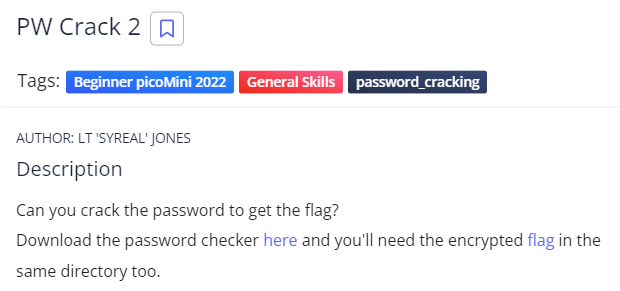 PW Crack 2
Tags: Beginner picoMini 2022 General Skills password_cracking
AUTHOR: LT 'SYREAL' JONES
Description
Can you crack the password to get the flag?
Download the password checker here and you'll need the encrypted flag in the
same directory too.